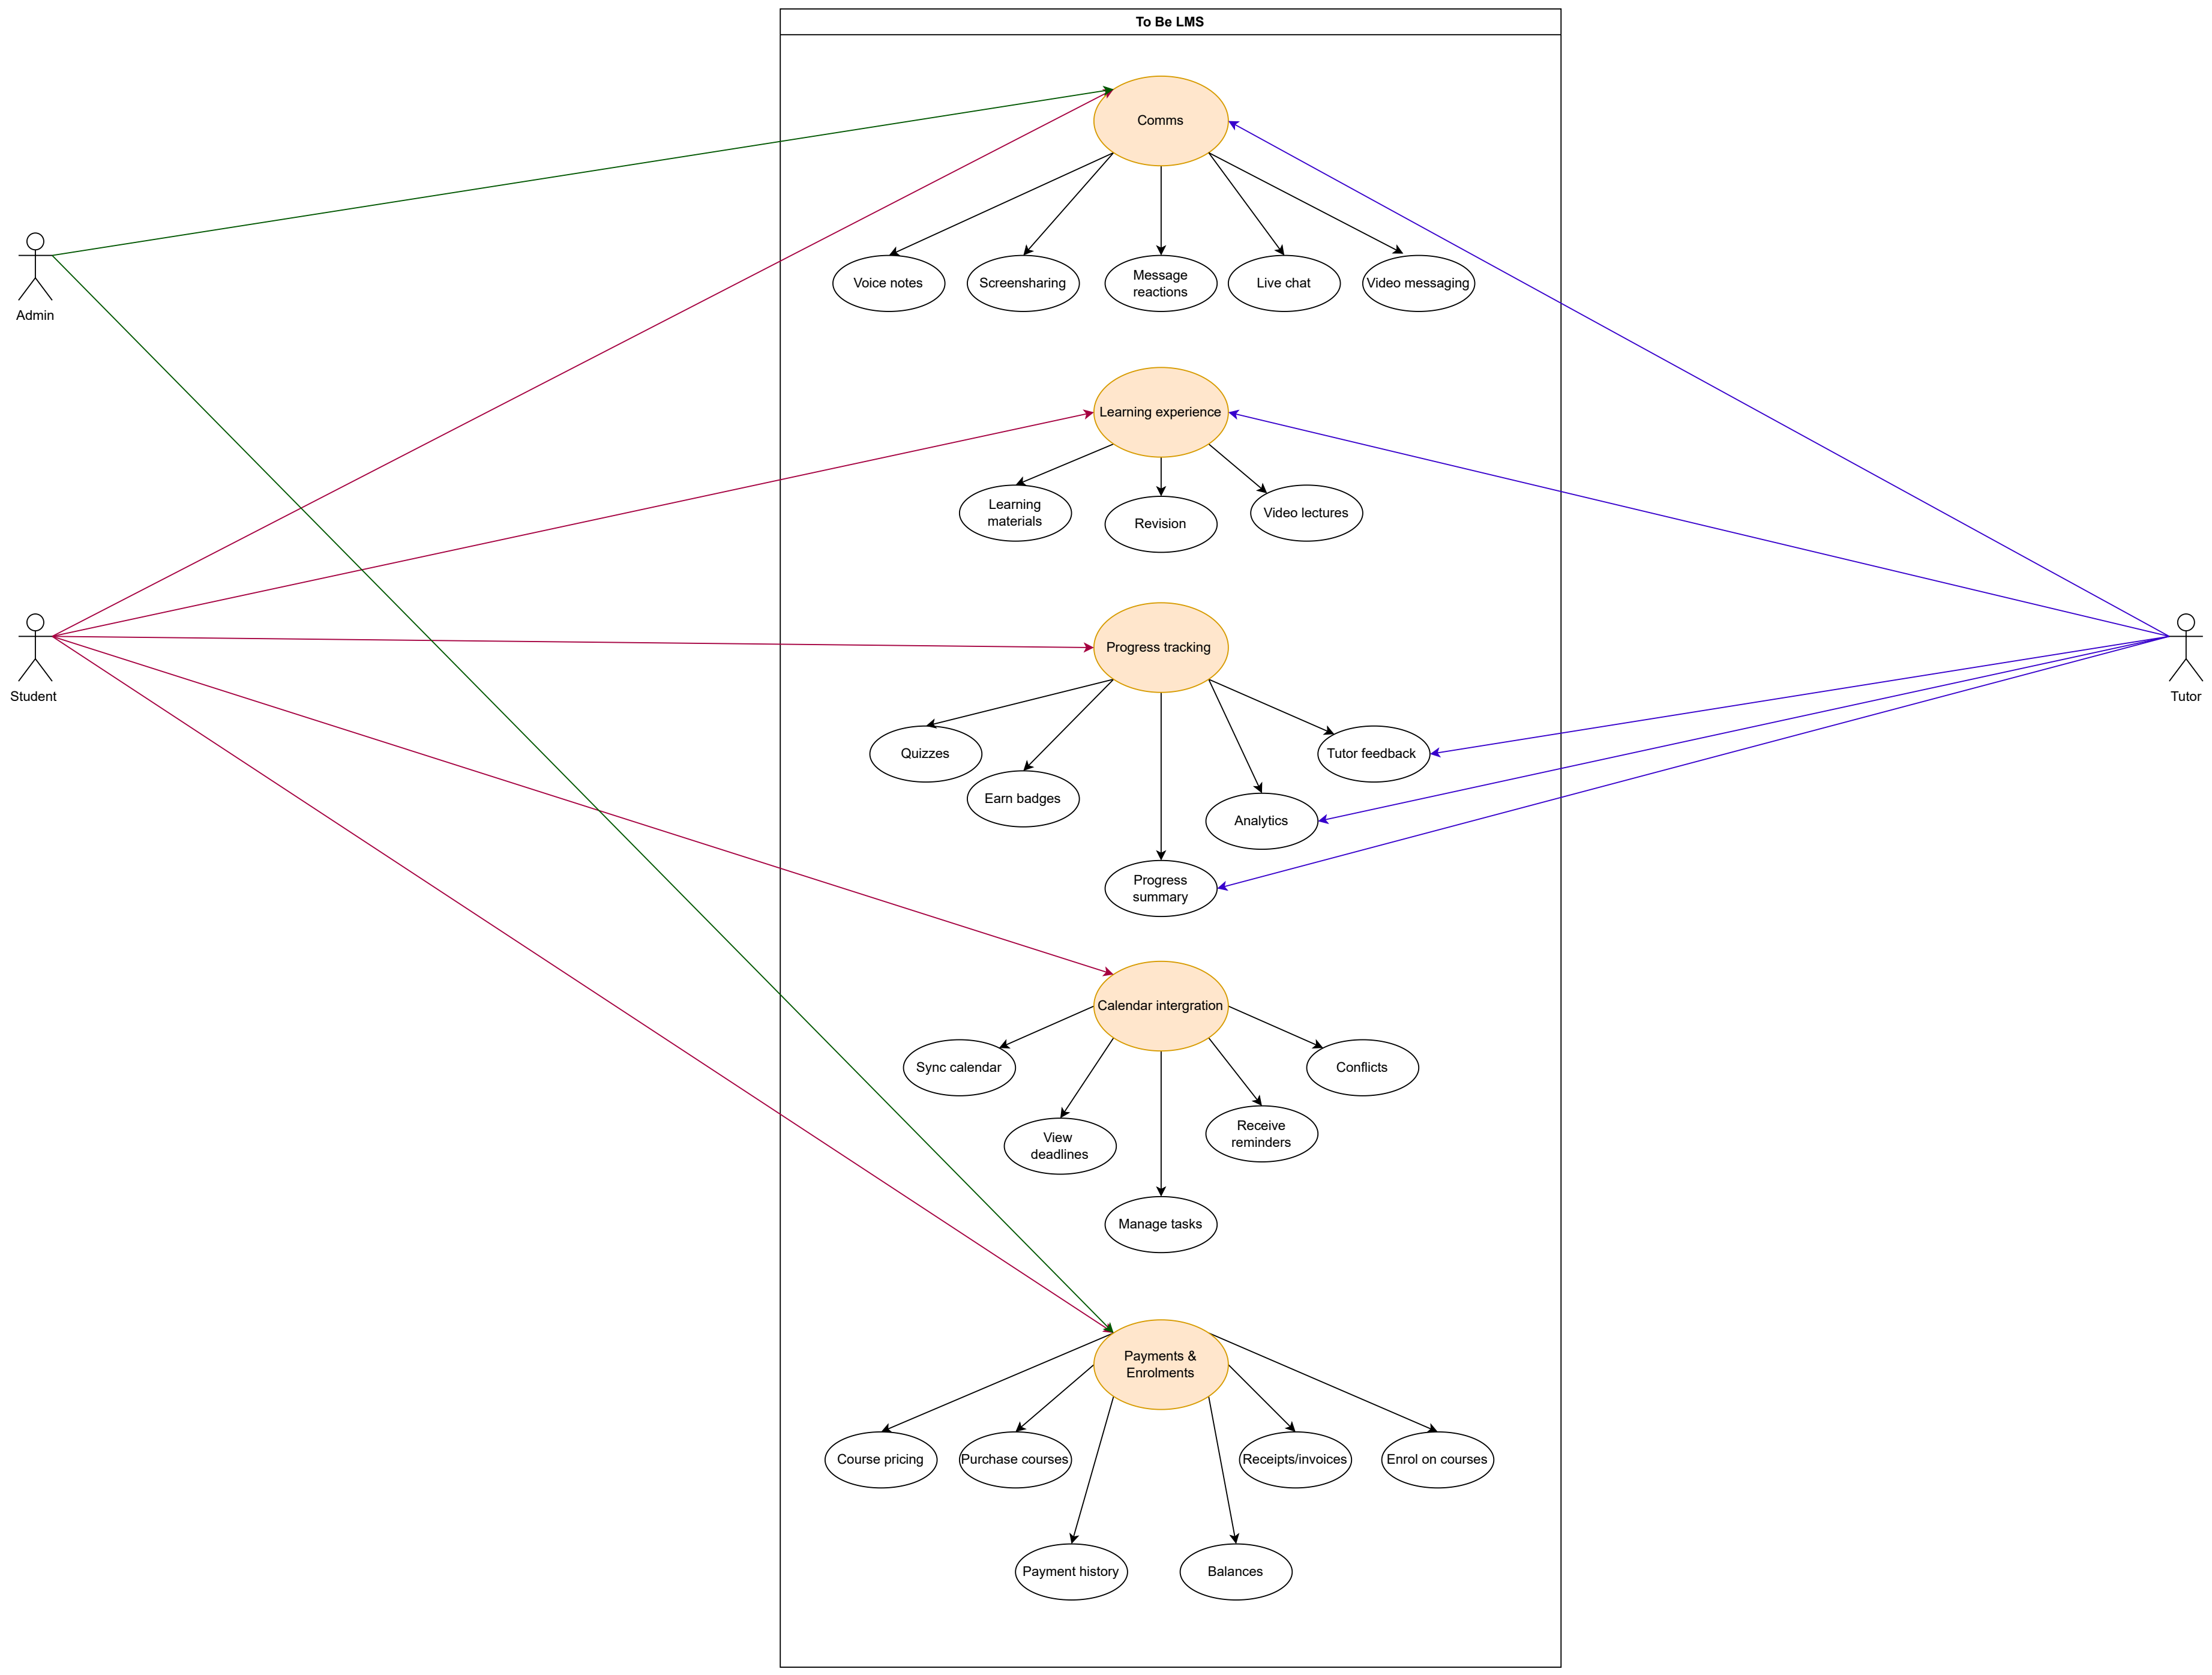 To Be LMS
Comms
Voice notes
Screensharing
Message
reactions
Live chat
Video messaging
Admin
Learning experience
Learning
materials
Revision
Video lectures
Student
Tutor
Progress tracking
Quizzes
Earn badges
Progress
summary
Analytics
Tutor feedback
Calendar intergration
Sync calendar
View
deadlines
Manage tasks
Receive
reminders
Conflicts
Payments &
Enrolments
Course pricing
Purchase courses
Receipts/invoices
Enrol on courses
Payment history
Balances